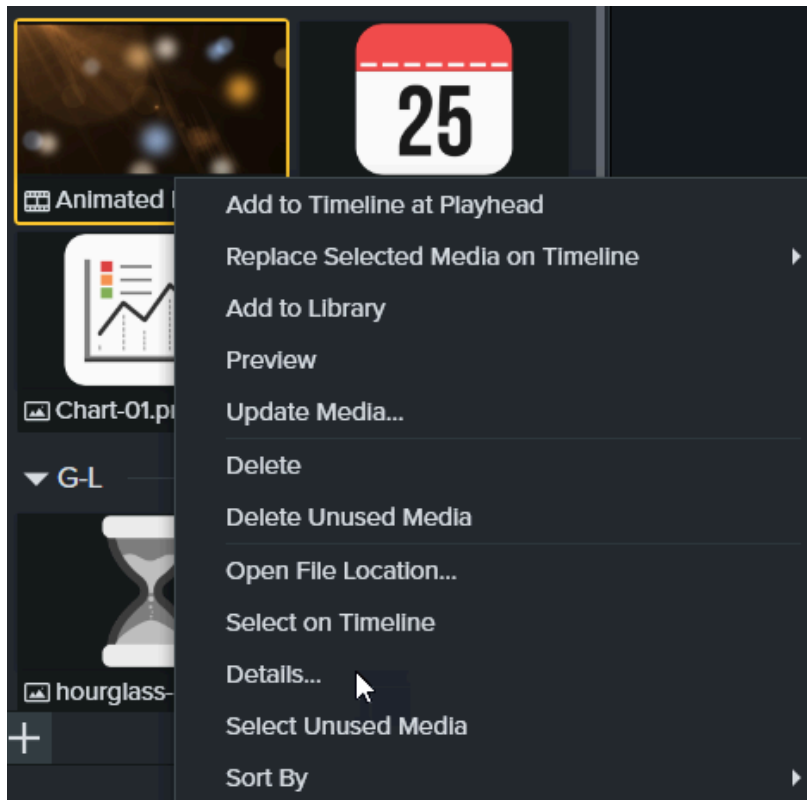 25
Animated
Chart-01.pr
G-L
hourglass-
Add to Timeline at Playhead
Replace Selected Media on Timeline
Add to Library
Preview
Update Media...
Delete
Delete Unused Media
Open File Location...
Select on Timeline
Details...
Select Unused Media
Sort By